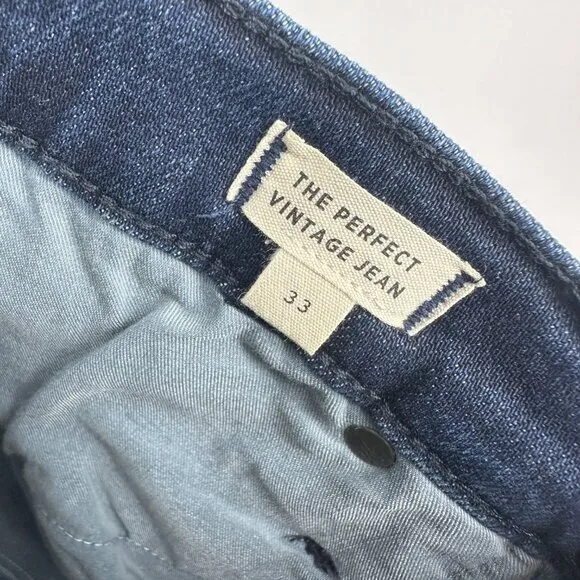 THE PERFECT
VINTAGE JEAN
33